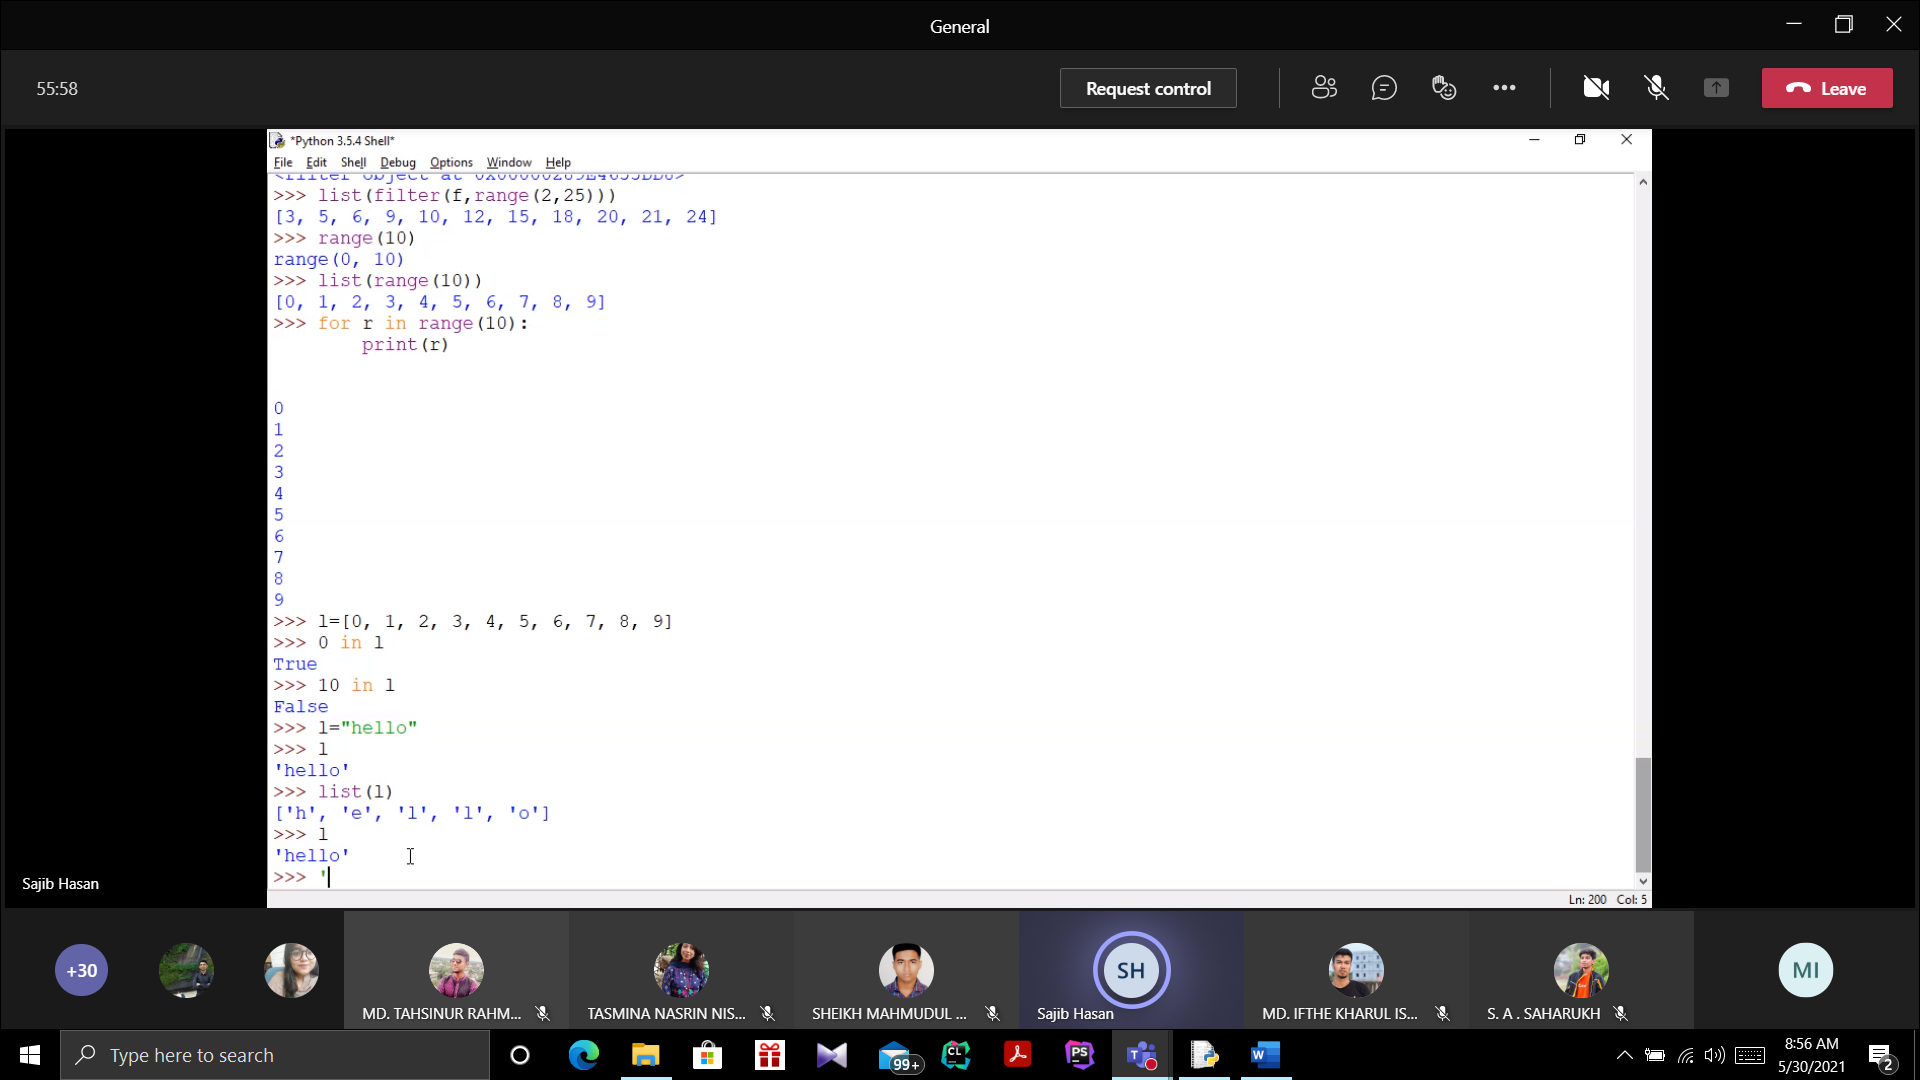 General
55:58
Request control
Leave
*Python 3.5.4 Shell*
File Edit Shell Debug Options Window Help
>>> list(filter(f,range(2,25)))
[3, 5, 6, 9, 10, 12, 15, 18, 20, 21, 24]
>>> range(10)
range(0, 10)
>>> list(range(10))
[0, 1, 2, 3, 4, 5, 6, 7, 8, 9]
>>> for r in range(10):
print(r)
0
1
2
3
4
5
6
7
8
9
>>> l=[0, 1, 2, 3, 4, 5, 6, 7, 8, 9]
>>> 0 in l
True
>>> 10 in l
False
>>> l="hello"
>>> l
'hello'
>>> list(l)
['h', 'e', 'l', 'l', 'o']
>>> l
'hello'
>>> '
Ln: 200 Col: 5
Sajib Hasan
+30
SH
MI
MD. TAHSINUR RAHM...
TASMINA NASRIN NIS...
SHEIKH MAHMUDUL ...
Sajib Hasan
MD. IFTHE KHARUL IS...
S. A . SAHARUKH
Type here to search
99+
CL
PS
T
W
8:56 AM
5/30/2021
2